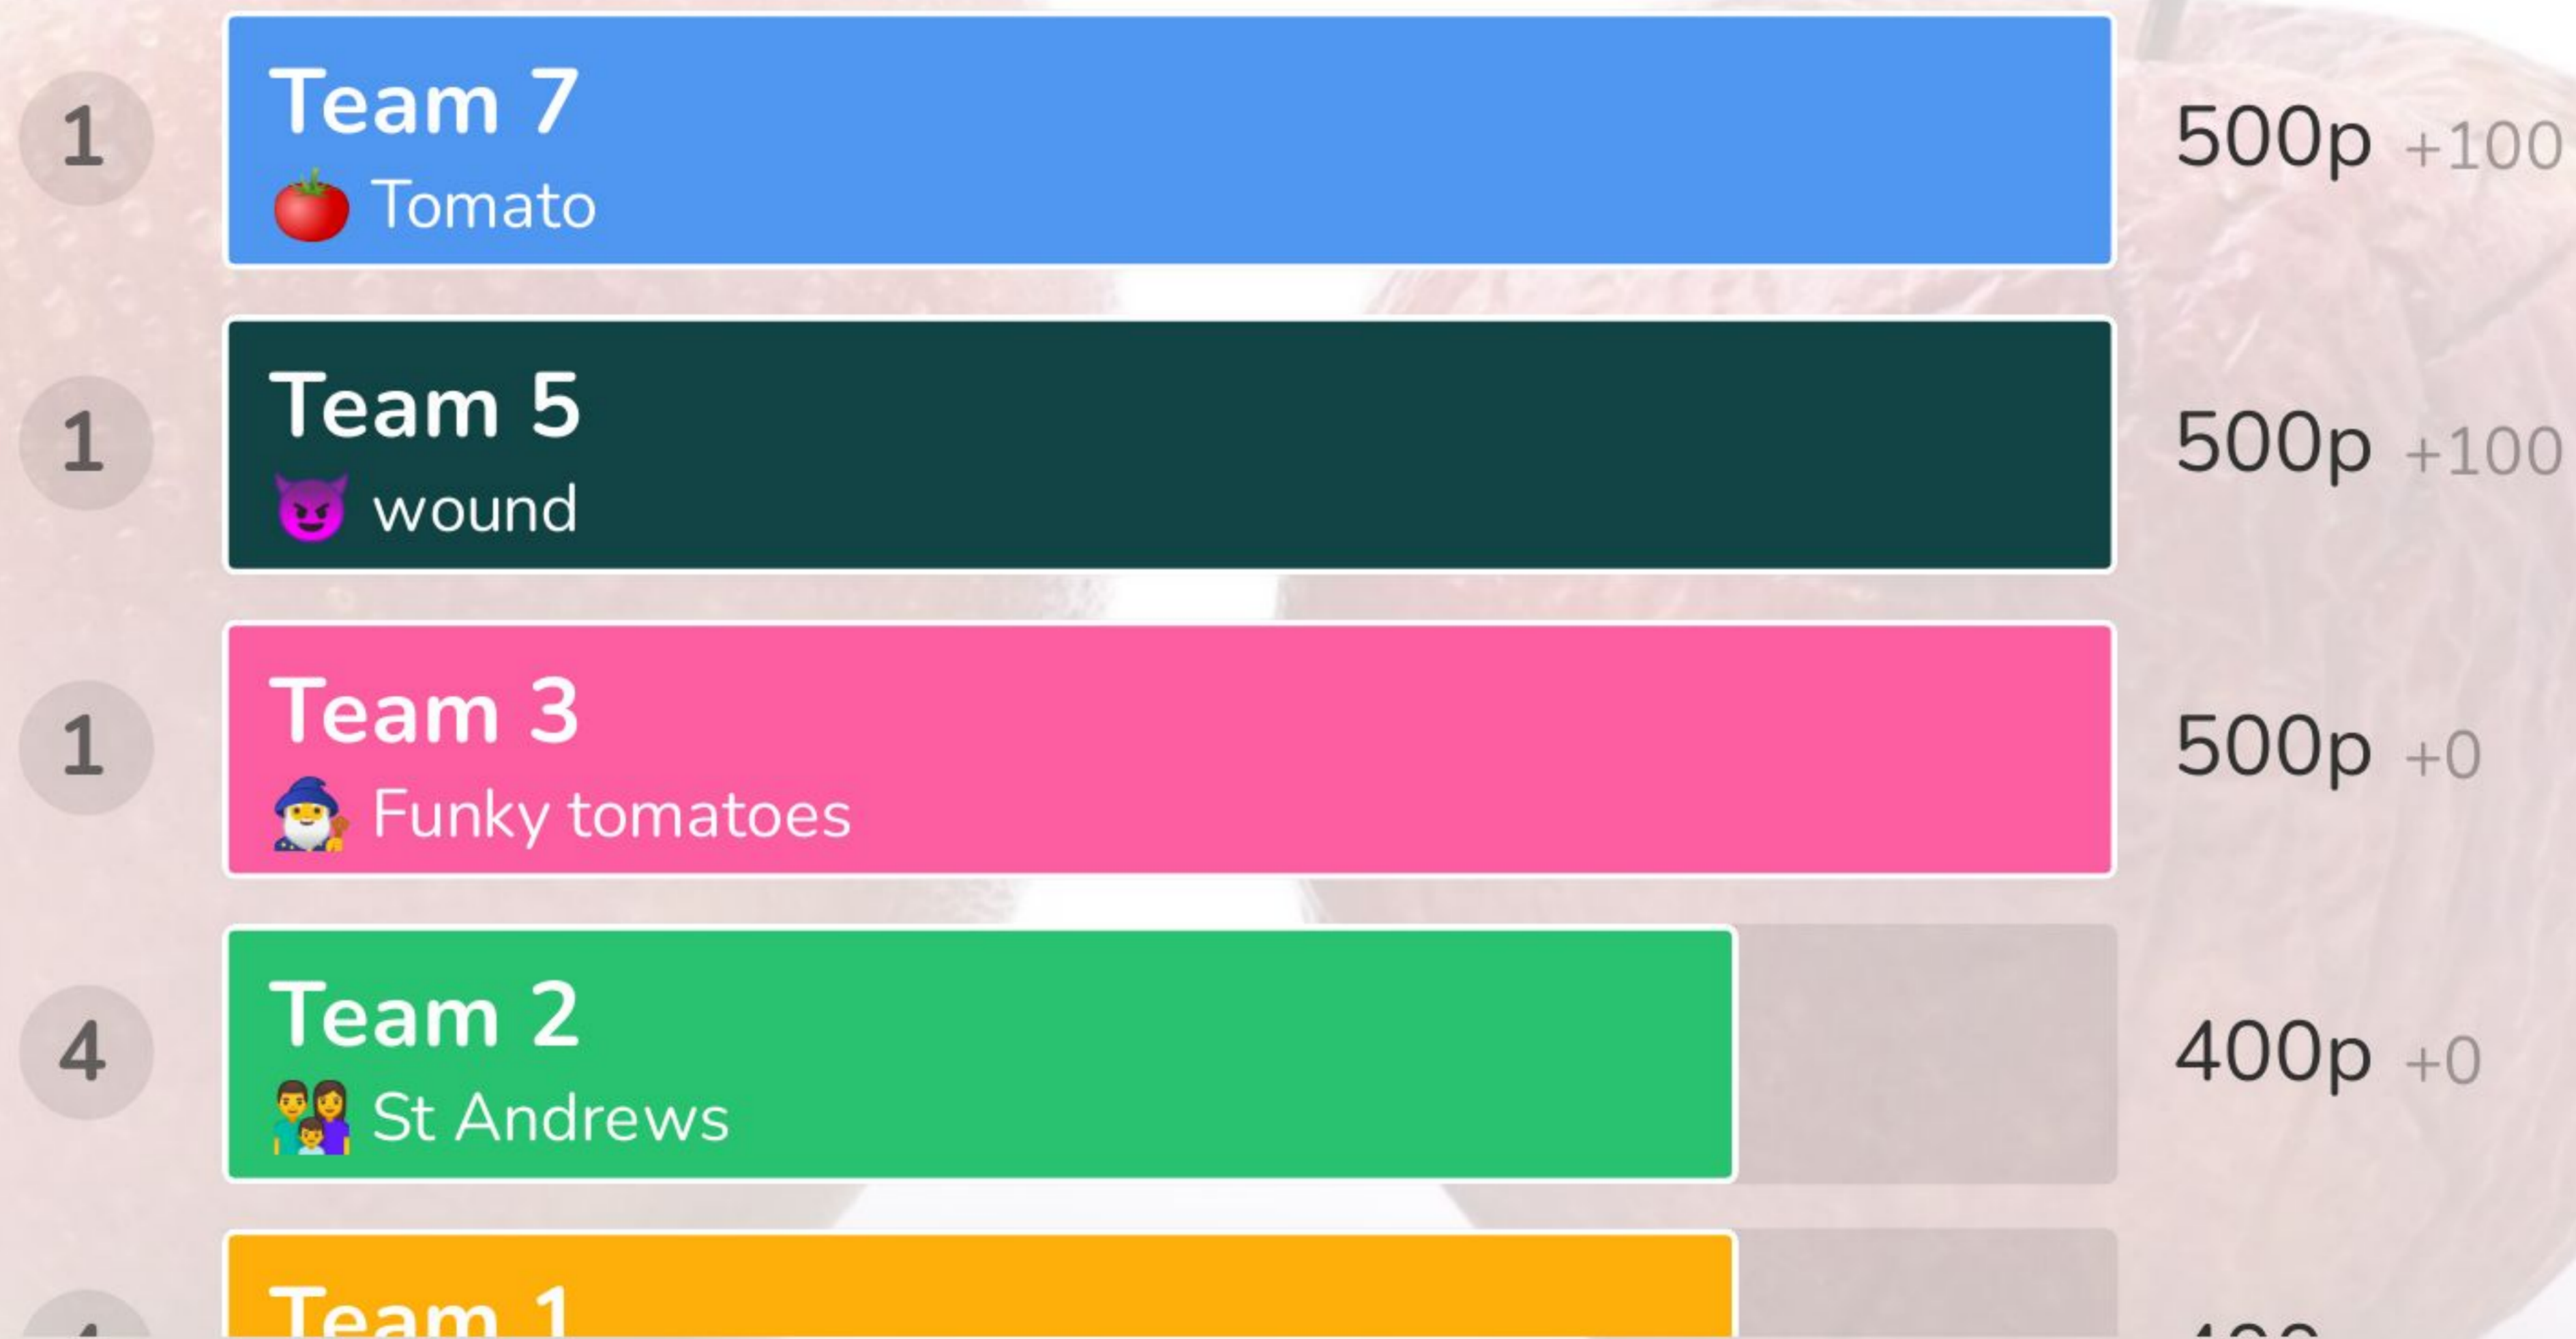 1
Team 7
Tomato
500p +100
1
Team 5
wound
500p +100
1
Team 3
Funky tomatoes
500p +0
4
Team 2
St Andrews
400p +0
Team 1